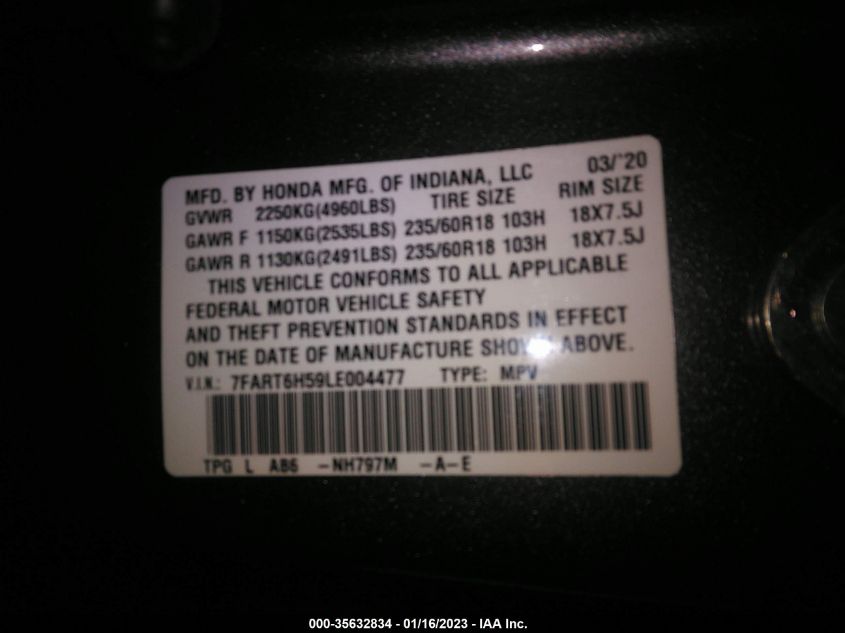 MFD. BY HONDA MFG. OF INDIANA, LLC 03/'20
GVWR 2250KG(4960LBS) TIRE SIZE RIM SIZE
GAWR F 1150KG(2535LBS) 235/60R18 103H 18X7.5J
GAWR R 1130KG(2491LBS) 235/60R18 103H 18X7.5J
THIS VEHICLE CONFORMS TO ALL APPLICABLE
FEDERAL MOTOR VEHICLE SAFETY
AND THEFT PREVENTION STANDARDS IN EFFECT
ON THE DATE OF MANUFACTURE SHOWN ABOVE.
V.I.N.: 7FART6H59LE004477 TYPE: MPV
TPG L AB6 -NH797M -A-E
000-35632834 - 01/16/2023 - IAA Inc.